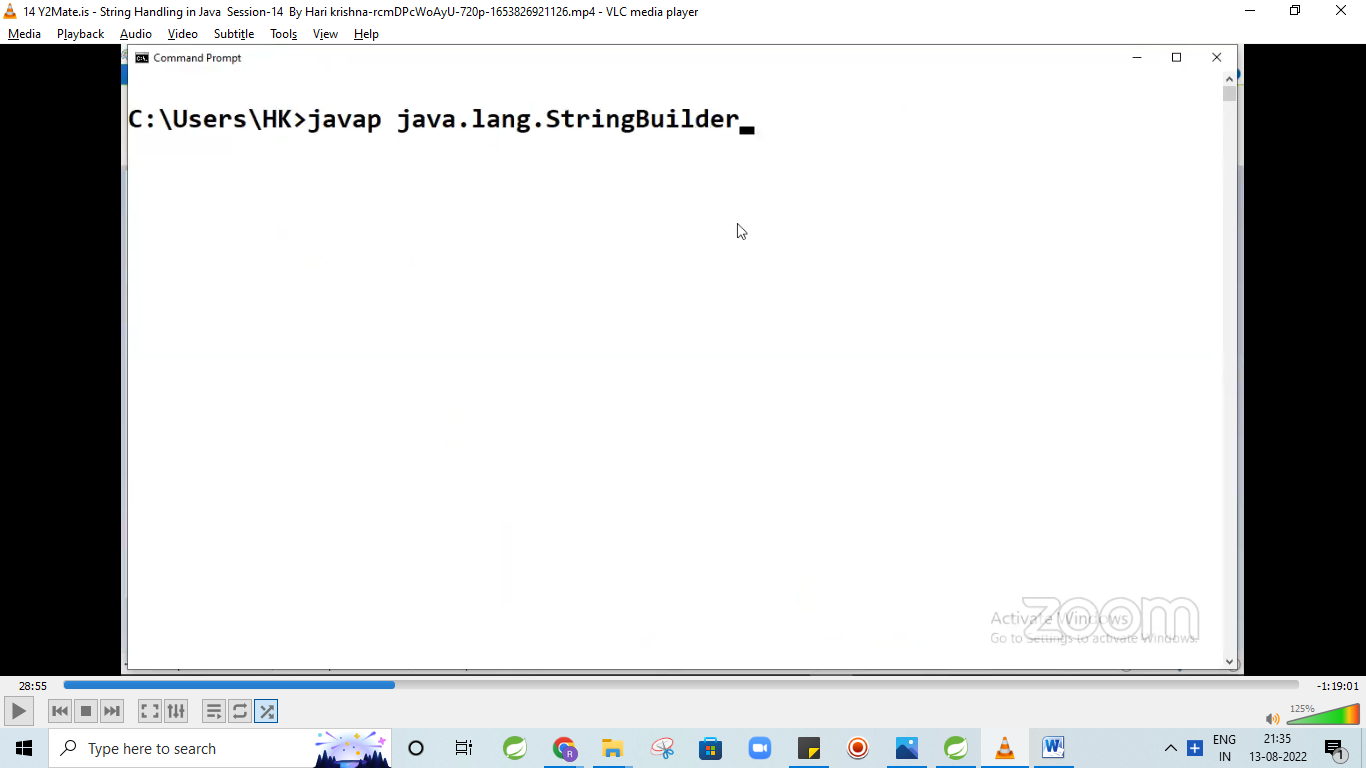 14 Y2Mate.is - String Handling in Java  Session-14  By Hari krishna-rcmDPcWoAyU-720p-1653826921126.mp4 - VLC media player
Media Playback Audio Video Subtitle Tools View Help
Command Prompt
C:\Users\HK>javap java.lang.StringBuilder_
zoom
Activate Windows
Go to Settings to activate Windows.
28:55
-1:19:01
125%
Type here to search
ENG
IN
21:35
13-08-2022
1